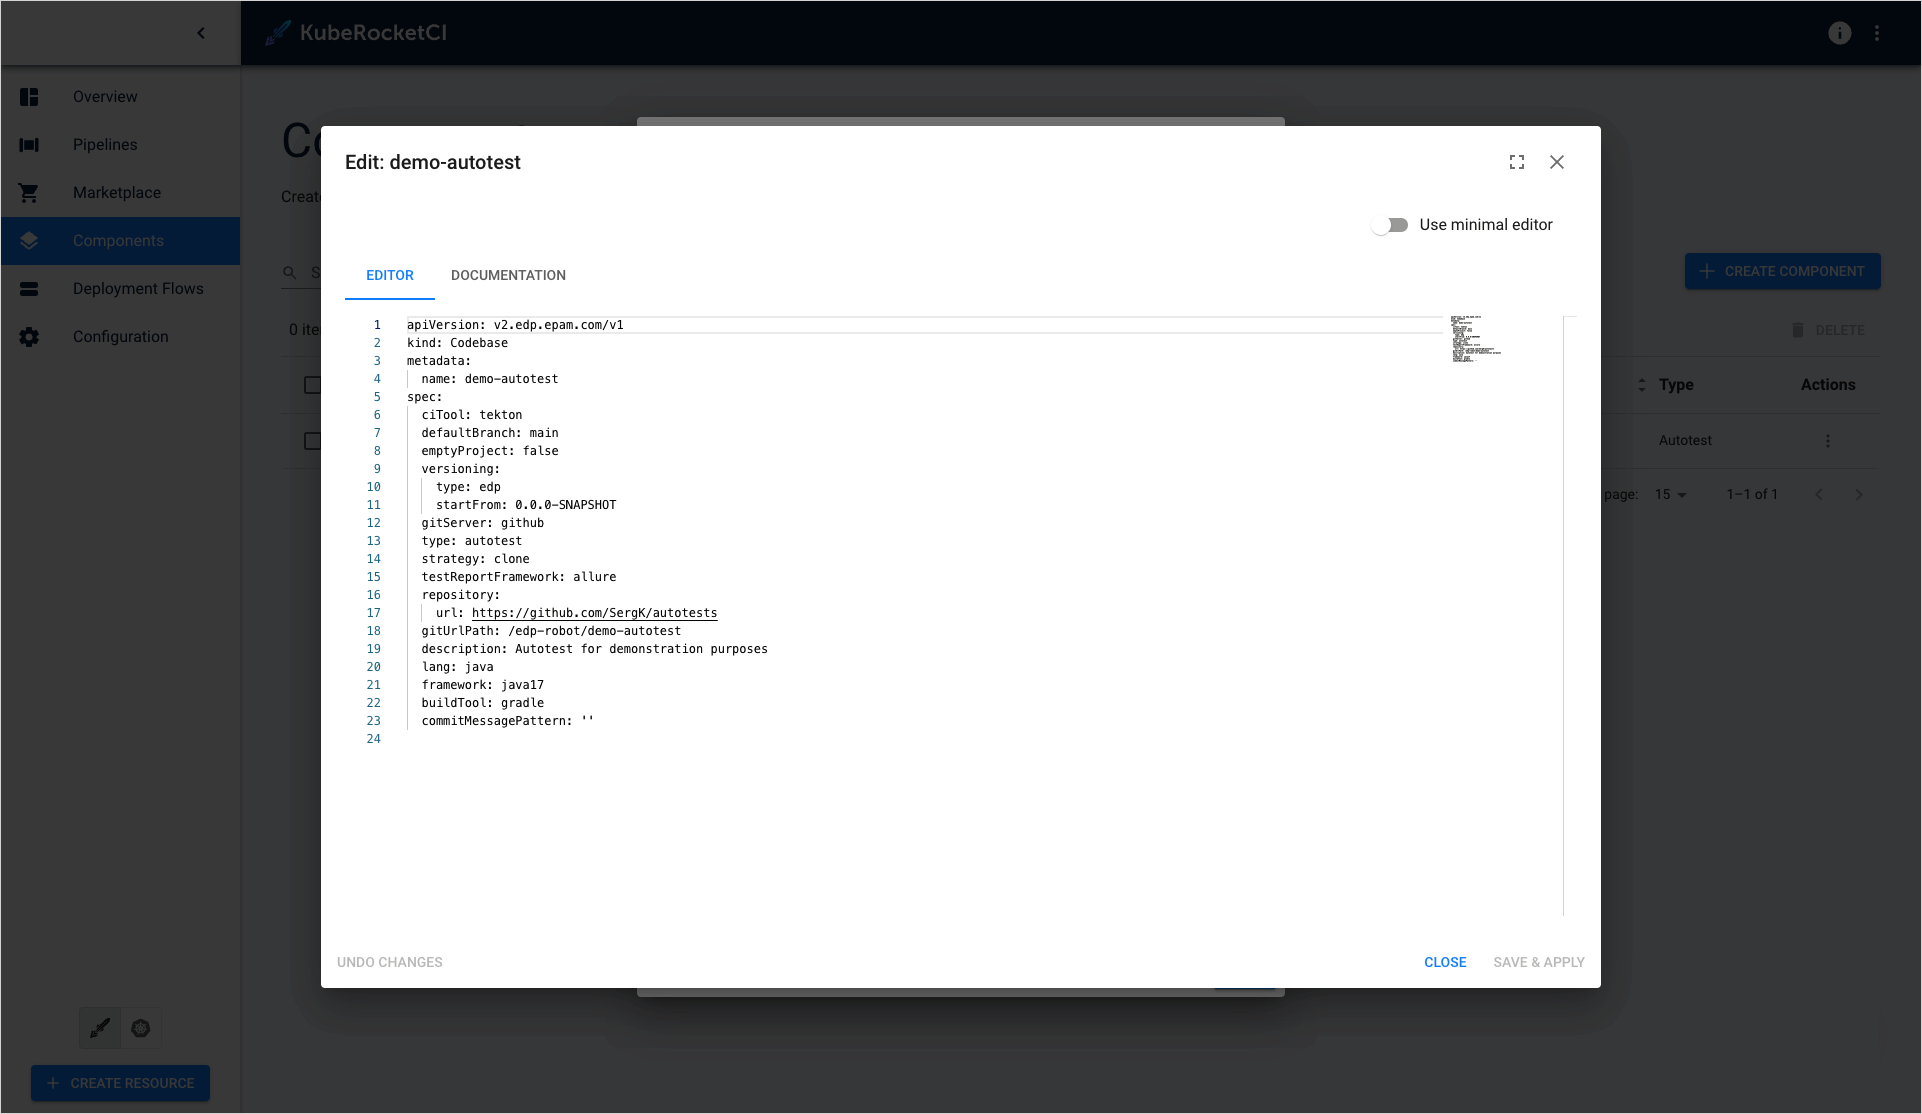 KubeRocketCI
Overview
Pipelines
Marketplace
Components
Deployment Flows
Configuration
CREATE RESOURCE
Edit: demo-autotest
Use minimal editor
EDITOR
DOCUMENTATION
1 apiVersion: v2.edp.epam.com/v1
2 kind: Codebase
3 metadata:
4 name: demo-autotest
5 spec:
6 ciTool: tekton
7 defaultBranch: main
8 emptyProject: false
9 versioning:
10 type: edp
11 startFrom: 0.0.0-SNAPSHOT
12 gitServer: github
13 type: autotest
14 strategy: clone
15 testReportFramework: allure
16 repository:
17 url: https://github.com/SergK/autotests
18 gitUrlPath: /edp-robot/demo-autotest
19 description: Autotest for demonstration purposes
20 lang: java
21 framework: java17
22 buildTool: gradle
23 commitMessagePattern: ''
24
UNDO CHANGES
CLOSE
SAVE & APPLY
CREATE COMPONENT
DELETE
Type
Actions
Autotest
page: 15
1–1 of 1